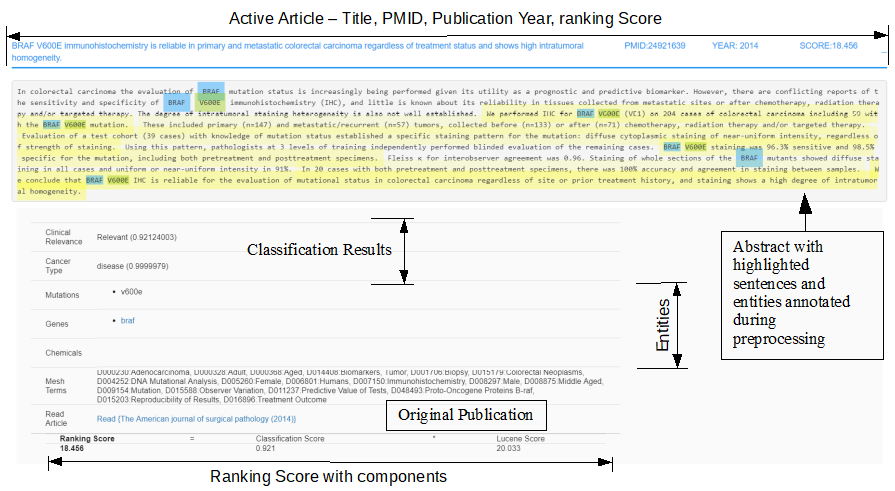 Active Article – Title, PMID, Publication Year, ranking Score
BRAF V600E immunohistochemistry is reliable in primary and metastatic colorectal carcinoma regardless of treatment status and shows high intratumoral PMID:24921639 YEAR: 2014 SCORE:18.456
homogeneity.
In colorectal carcinoma the evaluation of BRAF mutation status is increasingly being performed given its utility as a prognostic and predictive biomarker. However, there are conflicting reports of t
he sensitivity and specificity of BRAF V600E immunohistochemistry (IHC), and little is known about its reliability in tissues collected from metastatic sites or after chemotherapy, radiation thera
py and/or targeted therapy. The degree of intratumoral staining heterogeneity is also not well established. We performed IHC for BRAF V600E (VE1) on 204 cases of colorectal carcinoma including 59 wit
h the BRAF V600E mutation. These included primary (n=147) and metastatic/recurrent (n=57) tumors, collected before (n=133) or after (n=71) chemotherapy, radiation therapy and/or targeted therapy.
Evaluation of a test cohort (39 cases) with knowledge of mutation status established a specific staining pattern for the mutation: diffuse cytoplasmic staining of near-uniform intensity, regardless o
f strength of staining. Using this pattern, pathologists at 3 levels of training independently performed blinded evaluation of the remaining cases. BRAF V600E staining was 96.3% sensitive and 98.5%
specific for the mutation, including both pretreatment and posttreatment specimens. Fleiss κ for interobserver agreement was 0.96. Staining of whole sections of the BRAF mutants showed diffuse sta
ining in all cases and uniform or near-uniform intensity in 91%. In 20 cases with both pretreatment and posttreatment specimens, there was 100% accuracy and agreement in staining between samples. W
e conclude that BRAF V600E IHC is reliable for the evaluation of mutational status in colorectal carcinoma regardless of site or prior treatment history, and staining shows a high degree of intratumor
al homogeneity.
Clinical
Relevance
Relevant (0.92124003)
Cancer
Type
disease (0.9999979)
Classification Results
Mutations
• v600e
Genes
• braf
Chemicals
Entities
Abstract with
highlighted
sentences and
entities annotated
during
preprocessing
Mesh
Terms
D000230:Adenocarcinoma, D000328:Adult, D000368:Aged, D014408:Biomarkers, Tumor, D001706:Biopsy, D015179:Colorectal Neoplasms,
D004252:DNA Mutational Analysis, D005260:Female, D006801:Humans, D007150:Immunohistochemistry, D008297:Male, D008875:Middle Aged,
D009154:Mutation, D015588:Observer Variation, D011237:Predictive Value of Tests, D048493:Proto-Oncogene Proteins B-raf,
D015203:Reproducibility of Results, D016896:Treatment Outcome
Read
Article
Read {The American journal of surgical pathology (2014)}
Original Publication
Ranking Score = Classification Score * Lucene Score
18.456 0.921 20.033
Ranking Score with components